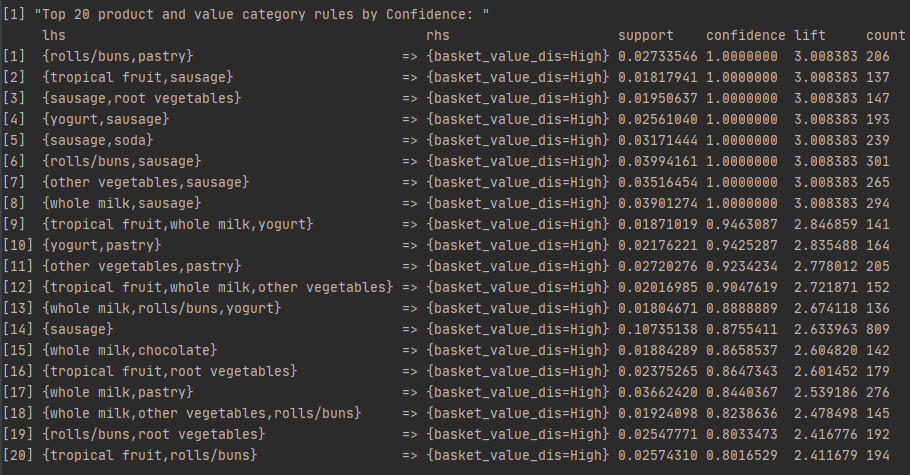 [1] "Top 20 product and value category rules by Confidence: "
lhs rhs support confidence lift count
[1] {rolls/buns,pastry} => {basket_value_dis=High} 0.02733546 1.0000000 3.008383 206
[2] {tropical fruit,sausage} => {basket_value_dis=High} 0.01817941 1.0000000 3.008383 137
[3] {sausage,root vegetables} => {basket_value_dis=High} 0.01950637 1.0000000 3.008383 147
[4] {yogurt,sausage} => {basket_value_dis=High} 0.02561040 1.0000000 3.008383 193
[5] {sausage,soda} => {basket_value_dis=High} 0.03171444 1.0000000 3.008383 239
[6] {rolls/buns,sausage} => {basket_value_dis=High} 0.03994161 1.0000000 3.008383 301
[7] {other vegetables,sausage} => {basket_value_dis=High} 0.03516454 1.0000000 3.008383 265
[8] {whole milk,sausage} => {basket_value_dis=High} 0.03901274 1.0000000 3.008383 294
[9] {tropical fruit,whole milk,yogurt} => {basket_value_dis=High} 0.01871019 0.9463087 2.846859 141
[10] {yogurt,pastry} => {basket_value_dis=High} 0.02176221 0.9425287 2.835488 164
[11] {other vegetables,pastry} => {basket_value_dis=High} 0.02720276 0.9234234 2.778012 205
[12] {tropical fruit,whole milk,other vegetables} => {basket_value_dis=High} 0.02016985 0.9047619 2.721871 152
[13] {whole milk,rolls/buns,yogurt} => {basket_value_dis=High} 0.01804671 0.8888889 2.674118 136
[14] {sausage} => {basket_value_dis=High} 0.10735138 0.8755411 2.633963 809
[15] {whole milk,chocolate} => {basket_value_dis=High} 0.01884289 0.8658537 2.604820 142
[16] {tropical fruit,root vegetables} => {basket_value_dis=High} 0.02375265 0.8647343 2.601452 179
[17] {whole milk,pastry} => {basket_value_dis=High} 0.03662420 0.8440367 2.539186 276
[18] {whole milk,other vegetables,rolls/buns} => {basket_value_dis=High} 0.01924098 0.8238636 2.478498 145
[19] {rolls/buns,root vegetables} => {basket_value_dis=High} 0.02547771 0.8033473 2.416776 192
[20] {tropical fruit,rolls/buns} => {basket_value_dis=High} 0.02574310 0.8016529 2.411679 194